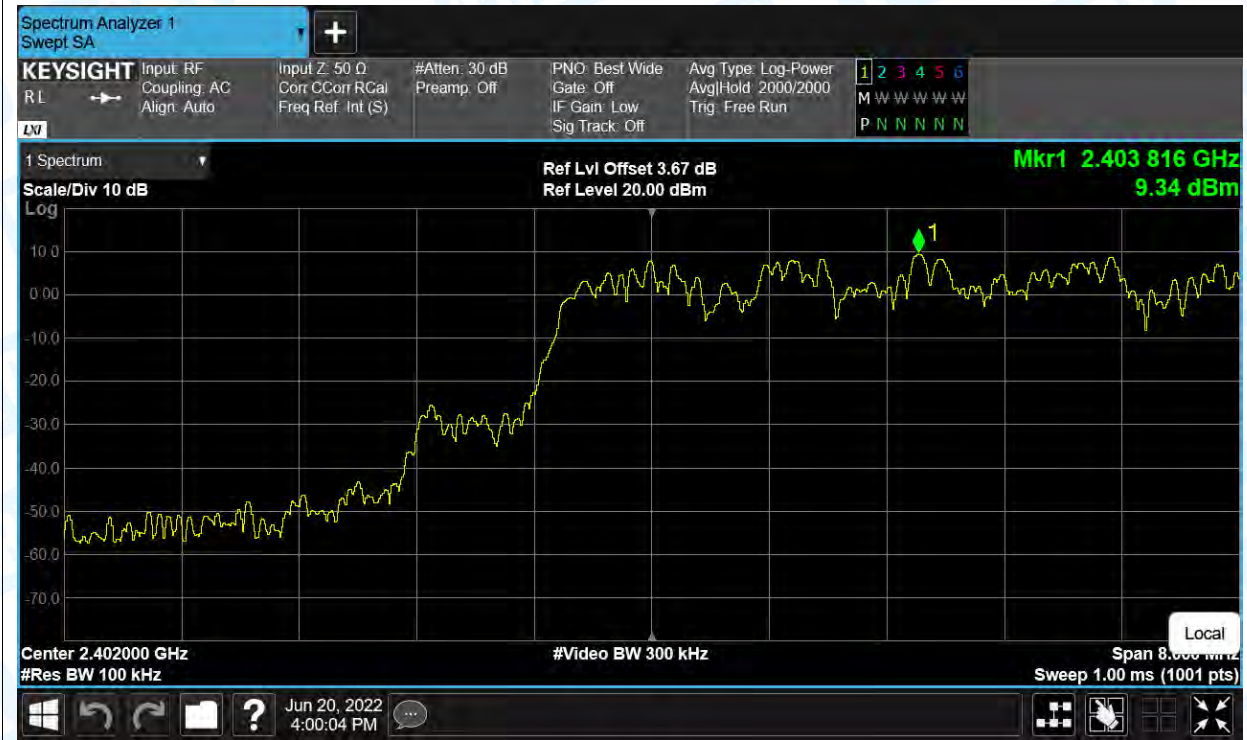 Spectrum Analyzer 1
Swept SA
+
KEYSIGHT
R L
LXI
Input: RF
Coupling: AC
Align: Auto
Input Z: 50 Ω
Corr CCorr RCal
Freq Ref: Int (S)
#Atten: 30 dB
Preamp: Off
PNO: Best Wide
Gate: Off
IF Gain: Low
Sig Track: Off
Avg Type: Log-Power
Avg|Hold: 2000/2000
Trig: Free Run
1 2 3 4 5 6
M W W W W W
P N N N N N
1 Spectrum
Scale/Div 10 dB
Log
Ref Lvl Offset 3.67 dB
Ref Level 20.00 dBm
Mkr1 2.403 816 GHz
9.34 dBm
1
10.0
0.00
-10.0
-20.0
-30.0
-40.0
-50.0
-60.0
-70.0
Local
Center 2.402000 GHz
#Res BW 100 kHz
#Video BW 300 kHz
Span 8.000 MHz
Sweep 1.00 ms (1001 pts)
?
Jun 20, 2022
4:00:04 PM